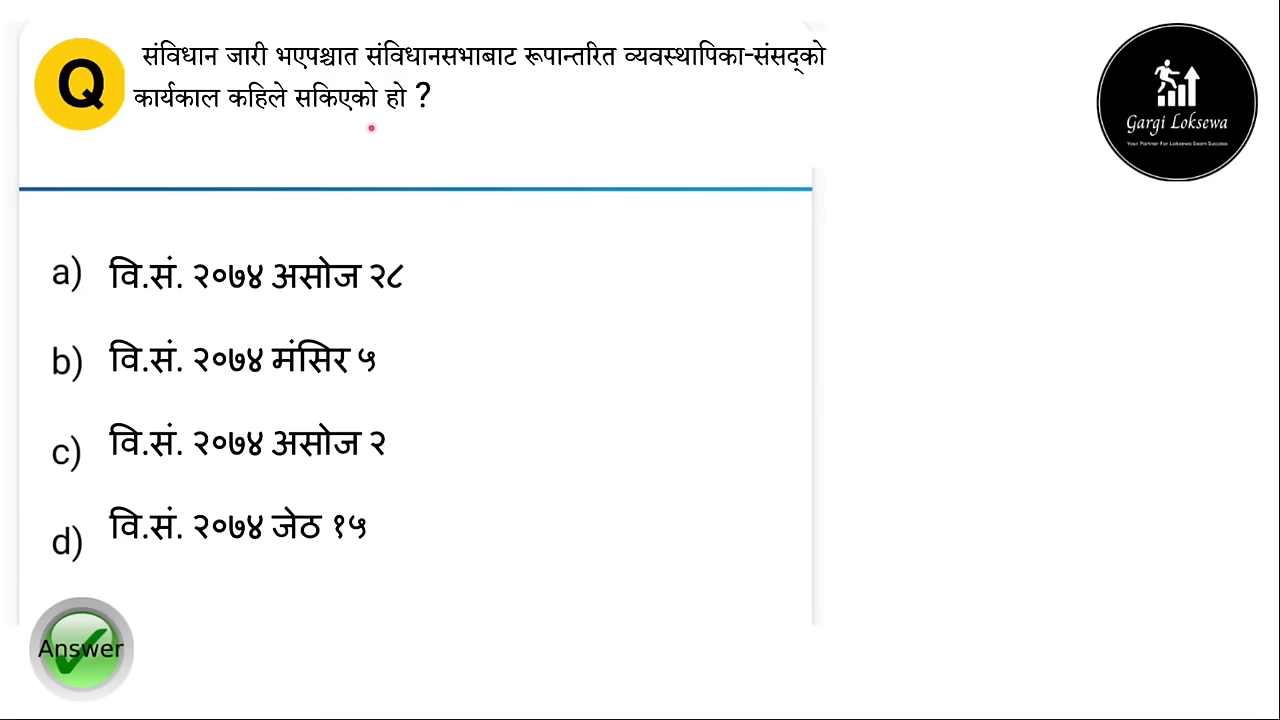 Q
संविधान जारी भएपश्चात संविधानसभाबाट रूपान्तरित व्यवस्थापिका-संसद्को
कार्यकाल कहिले सकिएको हो ?
Gargi Loksewa
Your Partner For Loksewa Exam Success
a) वि.सं. २०७४ असोज २८
b) वि.सं. २०७४ मंसिर ५
c) वि.सं. २०७४ असोज २
d) वि.सं. २०७४ जेठ १५
Answer